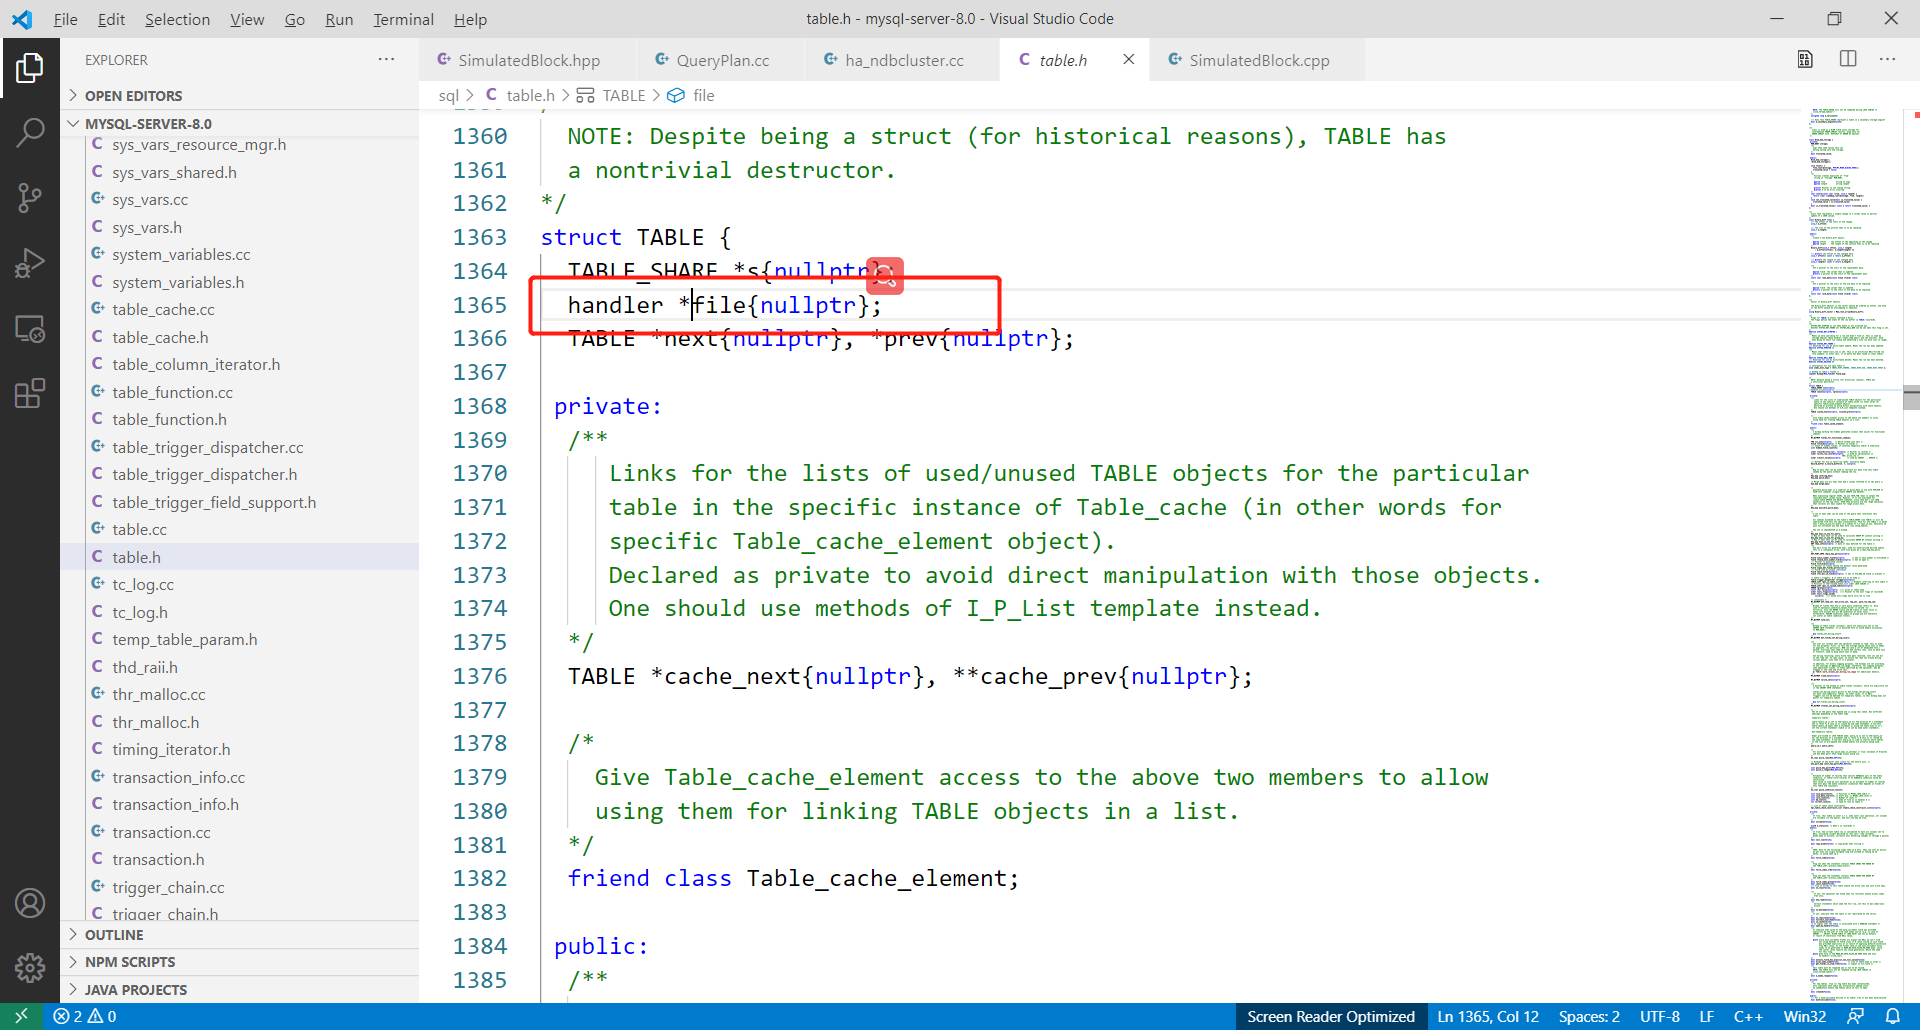 File Edit Selection View Go Run Terminal Help
table.h - mysql-server-8.0 - Visual Studio Code
EXPLORER
SimulatedBlock.hpp
QueryPlan.cc
ha_ndbcluster.cc
table.h
SimulatedBlock.cpp
OPEN EDITORS
sql > C table.h > TABLE > file
MYSQL-SERVER-8.0
C sys_vars_resource_mgr.h
C sys_vars_shared.h
sys_vars.cc
C sys_vars.h
system_variables.cc
C system_variables.h
table_cache.cc
C table_cache.h
C table_column_iterator.h
table_function.cc
C table_function.h
table_trigger_dispatcher.cc
C table_trigger_dispatcher.h
C table_trigger_field_support.h
table.cc
C table.h
tc_log.cc
C tc_log.h
C temp_table_param.h
C thd_raii.h
thr_malloc.cc
C thr_malloc.h
C timing_iterator.h
transaction_info.cc
C transaction_info.h
transaction.cc
C transaction.h
trigger_chain.cc
C trigger_chain.h
OUTLINE
NPM SCRIPTS
JAVA PROJECTS
1360 NOTE: Despite being a struct (for historical reasons), TABLE has
1361 a nontrivial destructor.
1362 */
1363 struct TABLE {
1364 TABLE_SHARE *s{nullptr};
1365 handler *file{nullptr};
1366 TABLE *next{nullptr}, *prev{nullptr};
1367
1368 private:
1369 /**
1370 Links for the lists of used/unused TABLE objects for the particular
1371 table in the specific instance of Table_cache (in other words for
1372 specific Table_cache_element object).
1373 Declared as private to avoid direct manipulation with those objects.
1374 One should use methods of I_P_List template instead.
1375 */
1376 TABLE *cache_next{nullptr}, **cache_prev{nullptr};
1377
1378 /*
1379 Give Table_cache_element access to the above two members to allow
1380 using them for linking TABLE objects in a list.
1381 */
1382 friend class Table_cache_element;
1383
1384 public:
1385 /**
2 0
Screen Reader Optimized Ln 1365, Col 12 Spaces: 2 UTF-8 LF C++ Win32